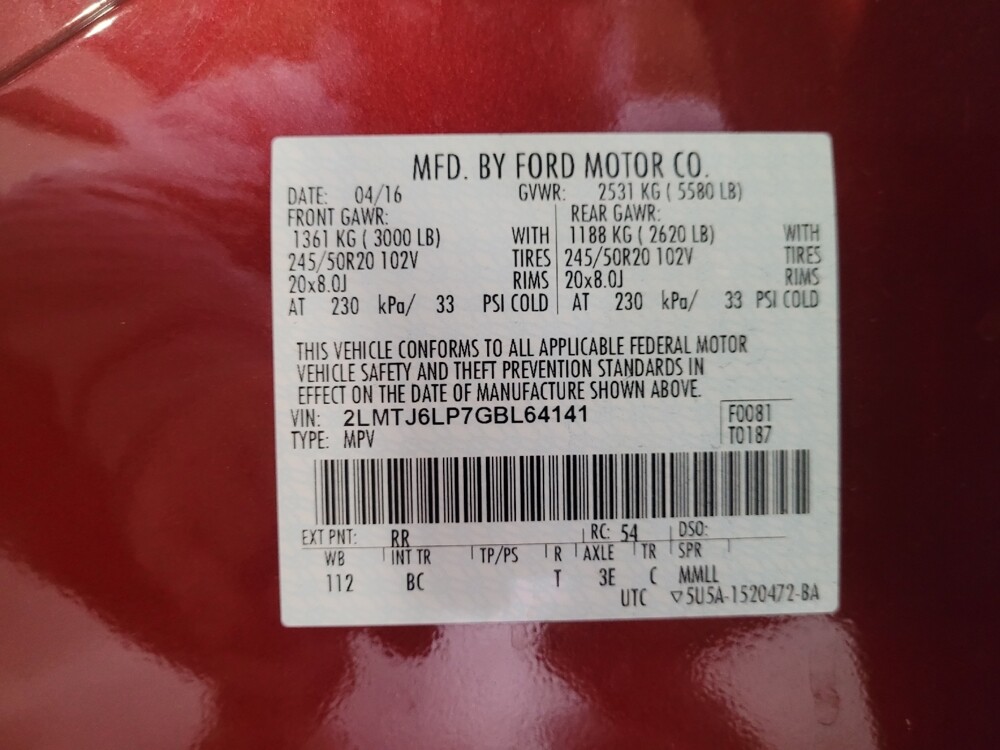 MFD. BY FORD MOTOR CO.
DATE: 04/16 GVWR: 2531 KG ( 5580 LB)
FRONT GAWR: REAR GAWR:
1361 KG ( 3000 LB) WITH 1188 KG ( 2620 LB) WITH
245/50R20 102V TIRES 245/50R20 102V TIRES
20x8.0J RIMS 20x8.0J RIMS
AT 230 kPa/ 33 PSI COLD AT 230 kPa/ 33 PSI COLD
THIS VEHICLE CONFORMS TO ALL APPLICABLE FEDERAL MOTOR
VEHICLE SAFETY AND THEFT PREVENTION STANDARDS IN
EFFECT ON THE DATE OF MANUFACTURE SHOWN ABOVE.
VIN: 2LMTJ6LP7GBL64141 F0081
TYPE: MPV T0187
EXT PNT: RR RC: 54 DSO:
WB INT TR TP/PS R AXLE TR SPR
112 BC T 3E C MMLL
UTC ▽5U5A-1520472-BA